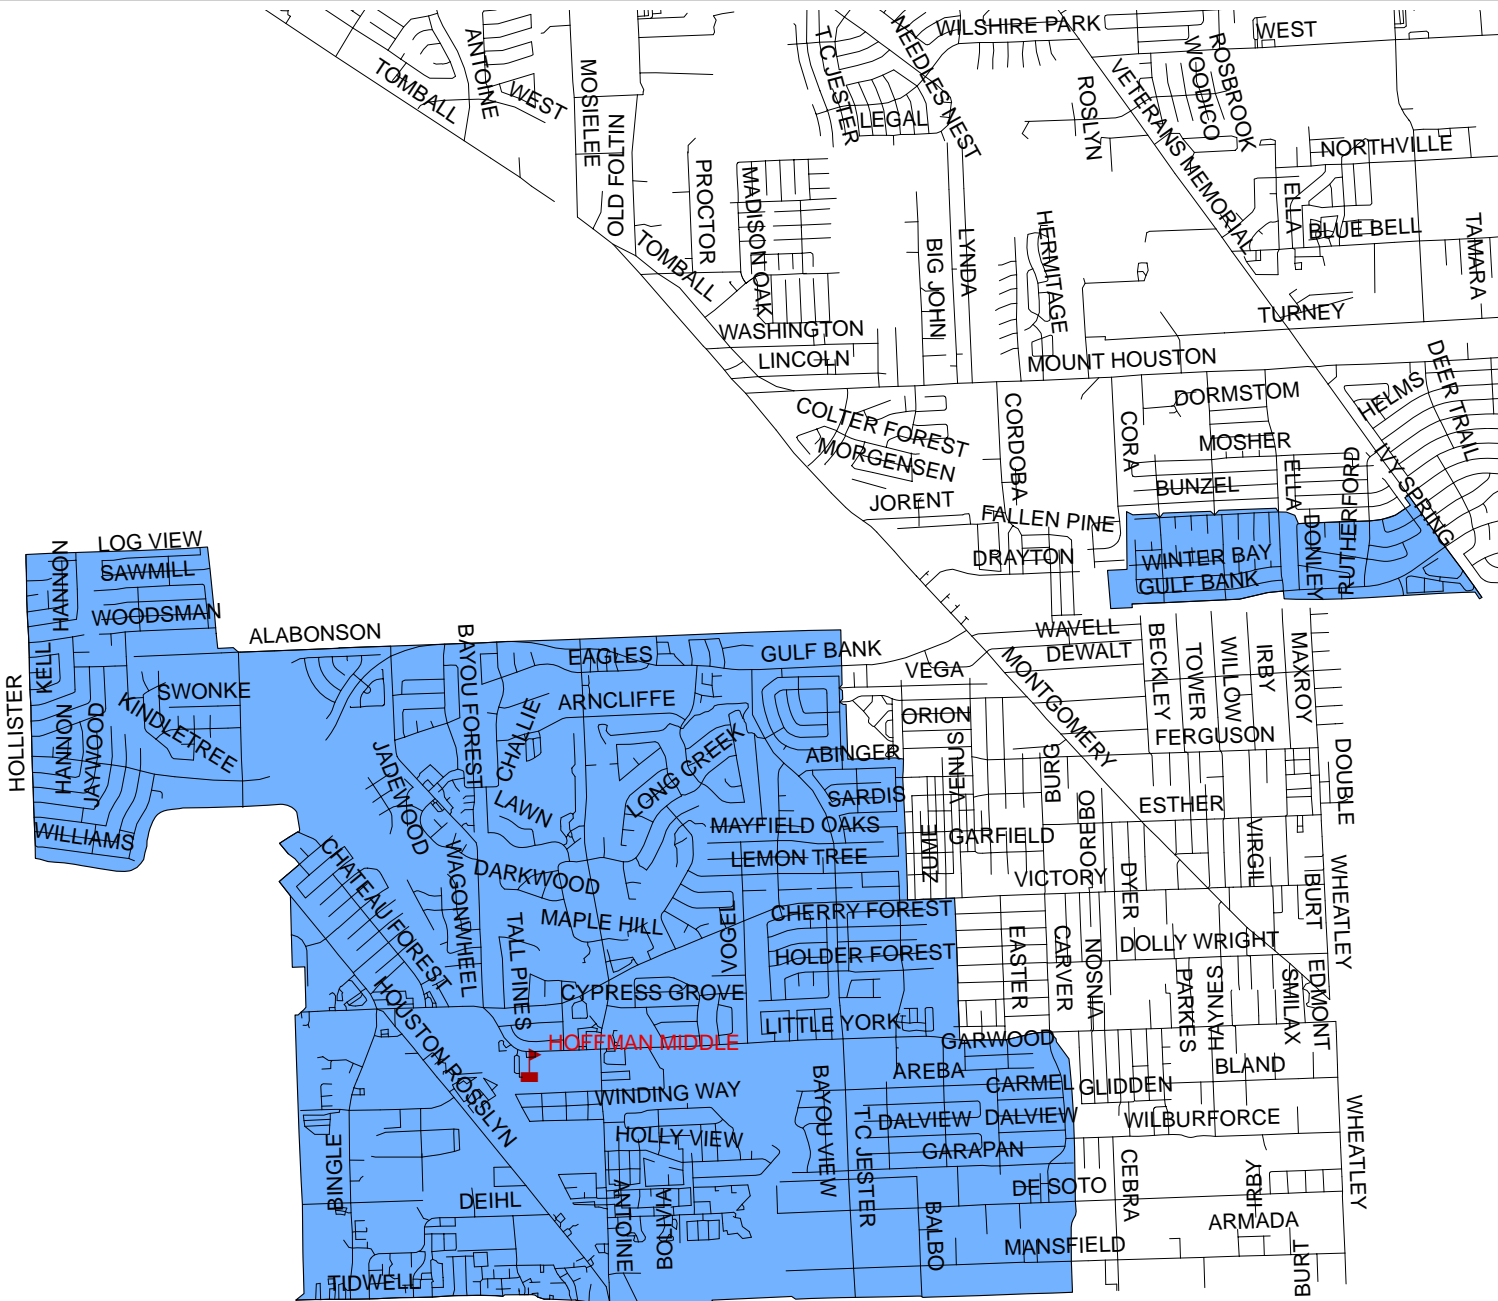 WILSHIRE PARK
WEST
ANTOINE
T C JESTER
NEEDLES NEST
ROSBROOK
WOODICO
TOMBALL
WEST
MOSIELEE
VETERANS MEMORIAL
ROSLYN
LEGAL
OLD FOLTIN
NORTHVILLE
PROCTOR
MADISON OAK
ELLA
BLUE BELL
TAMARA
HERMITAGE
LYNDA
BIG JOHN
TOMBALL
TURNEY
WASHINGTON
LINCOLN
MOUNT HOUSTON
DEER TRAIL
HELMS
DORMSTOM
COLTER FOREST
CORDOBA
CORA
MOSHER
MORGENSEN
IVY SPRING
RUTHERFORD
ELLA
BUNZEL
JORENT
FALLEN PINE
DONLEY
DRAYTON
WINTER BAY
GULF BANK
LOG VIEW
HANNON
SAWMILL
WOODSMAN
ALABONSON
BAYOU FOREST
WAVELL
DEWALT
BECKLEY
TOWER
WILLOW
IRBY
MAXROY
EAGLES
GULF BANK
VEGA
MONTGOMERY
KELL
HOLLISTER
SWONKE
KINDLETREE
ARNCLIFFE
CHALLIE
ORION
HANNON
JAYWOOD
FERGUSON
SUNEV
BURG
DOUBLE
JADEWOOD
LONG CREEK
ABINGER
SARDIS
LAWN
OBEROBO
ESTHER
WILLIAMS
MAYFIELD OAKS
GARFIELD
ZUME
VIRGIL
CHATEAU FOREST
WAGONWHEEL
DARKWOOD
LEMON TREE
VICTORY
DYER
BURT
WHEATLEY
MAPLE HILL
TALL PINES
VOGEL
CHERRY FOREST
HOLDER FOREST
EASTER
CARVER
NOSNIA
DOLLY WRIGHT
PARKES
HAYNES
SMILAX
EDMONT
HOUSTON ROSSLYN
CYPRESS GROVE
LITTLE YORK
GARWOOD
HOFFMAN MIDDLE
AREBA
CARMEL
GLIDDEN
BLAND
WINDING WAY
BAYOU VIEW
T C JESTER
DALVIEW
DALVIEW
WILBURFORCE
WHEATLEY
HOLLY VIEW
GARAPAN
BINGLE
DEIHL
ANTOINE
BOLIVIA
DE SOTO
CEBRA
IRBY
BALBO
ARMADA
MANSFIELD
BURT
TIDWELL